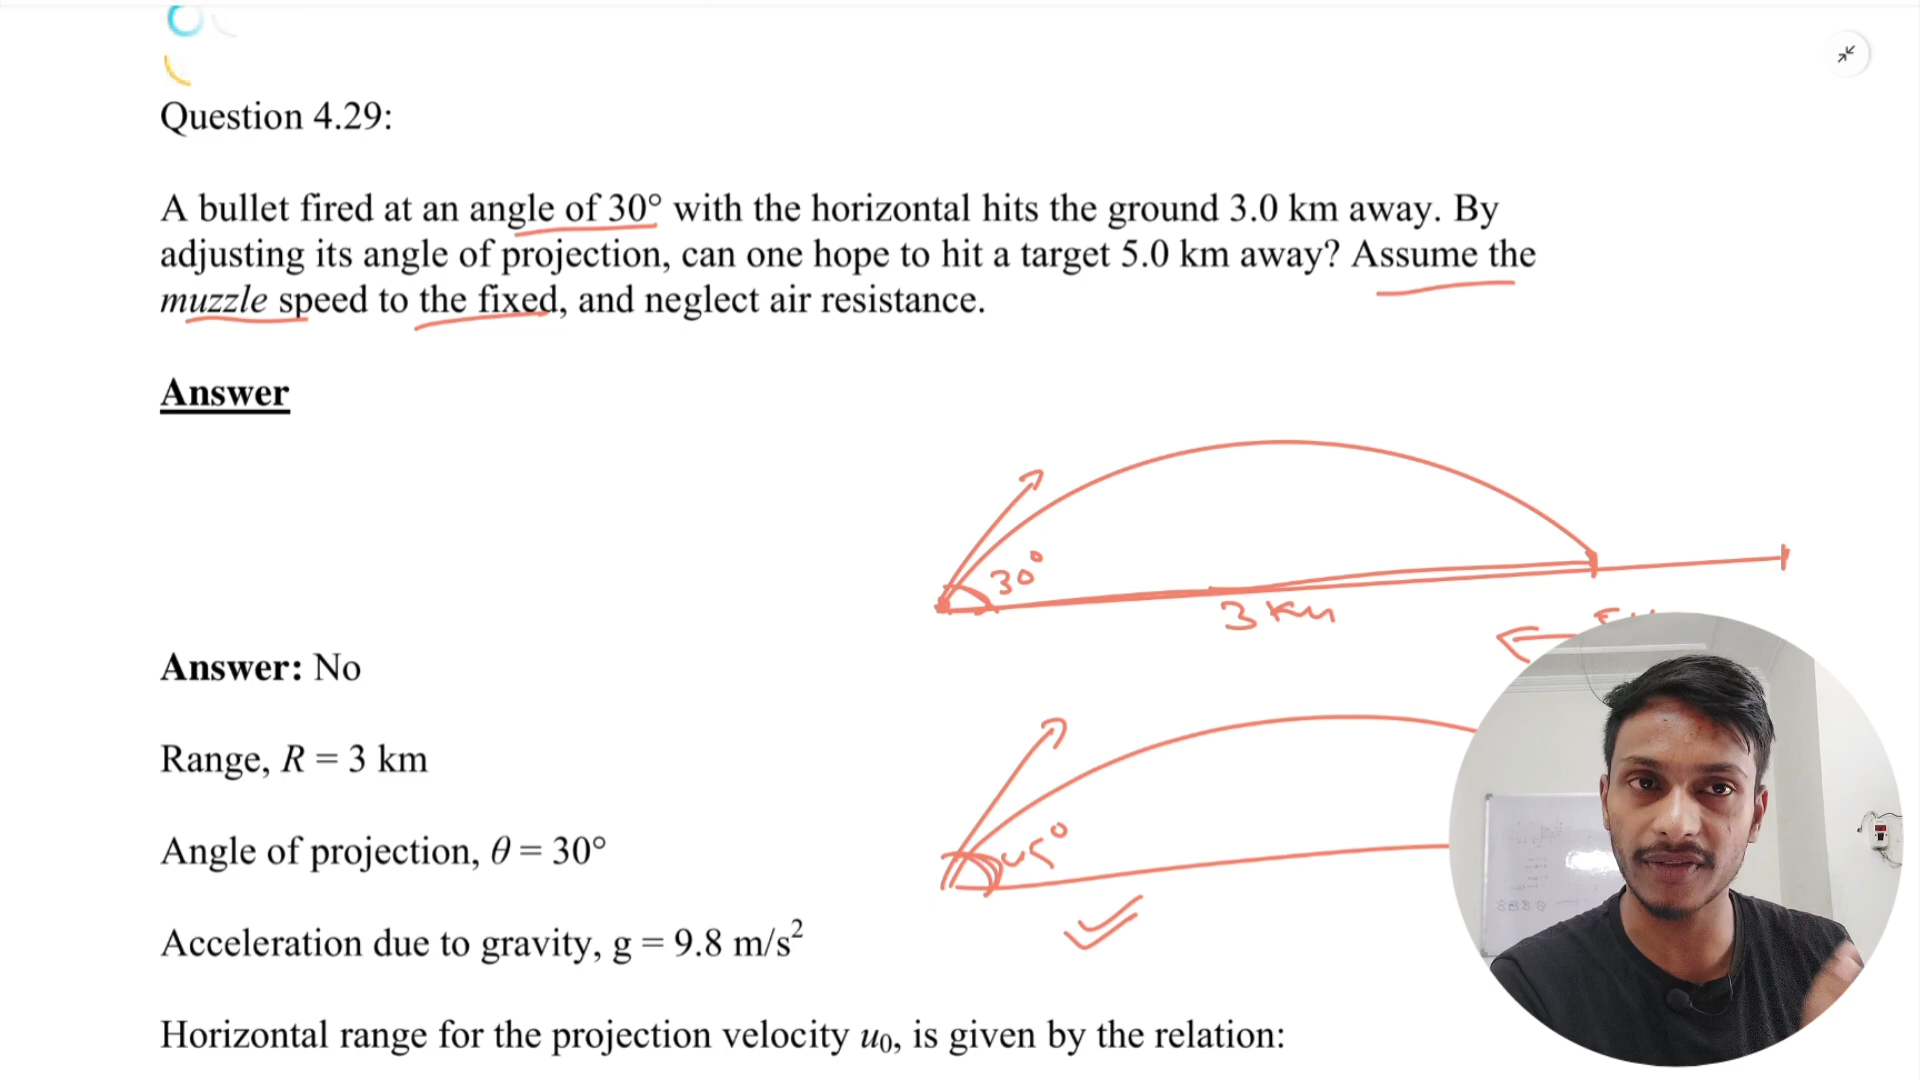 Question 4.29:
A bullet fired at an angle of 30° with the horizontal hits the ground 3.0 km away. By
adjusting its angle of projection, can one hope to hit a target 5.0 km away? Assume the
muzzle speed to the fixed, and neglect air resistance.
Answer
30°
3 km
Answer: No
Range, R = 3 km
45°
Angle of projection, θ = 30°
Acceleration due to gravity, g = 9.8 m/s²
Horizontal range for the projection velocity u₀, is given by the relation: